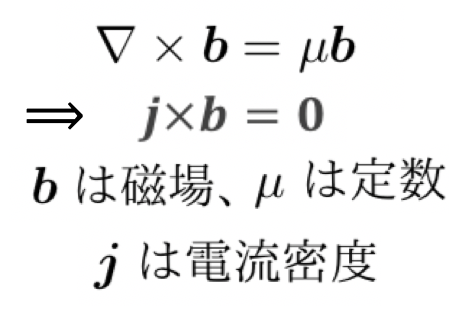 ∇ × b = μb
⟹ j×b = 0
b は磁場、μ は定数
j は電流密度